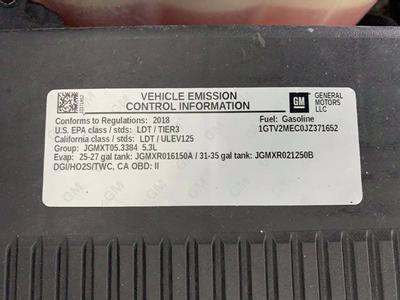 VEHICLE EMISSION
CONTROL INFORMATION
GM
GENERAL
MOTORS
LLC
Conforms to Regulations: 2018
Fuel: Gasoline
U.S. EPA class / stds: LDT / TIER3
1GTV2MEC0JZ371652
California class / stds: LDT / ULEV125
Group: JGMXT05.3384 5.3L
Evap: 25-27 gal tank: JGMXR016150A / 31-35 gal tank: JGMXR021250B
DGI/HO2S/TWC, CA OBD: II